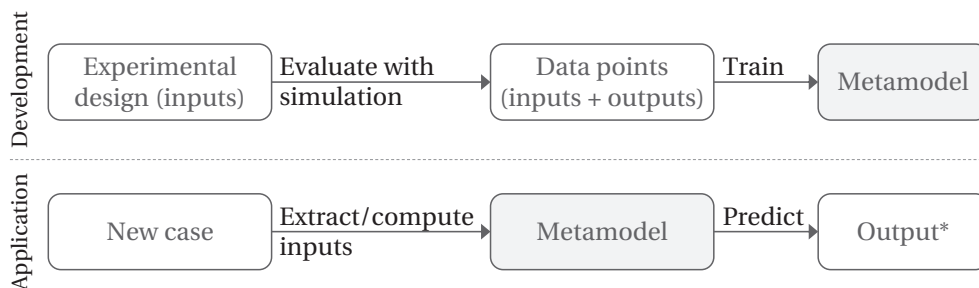 Development
Experimental
design (inputs)
Evaluate with
simulation
Data points
(inputs + outputs)
Train
Metamodel
Application
New case
Extract/compute
inputs
Metamodel
Predict
Output*